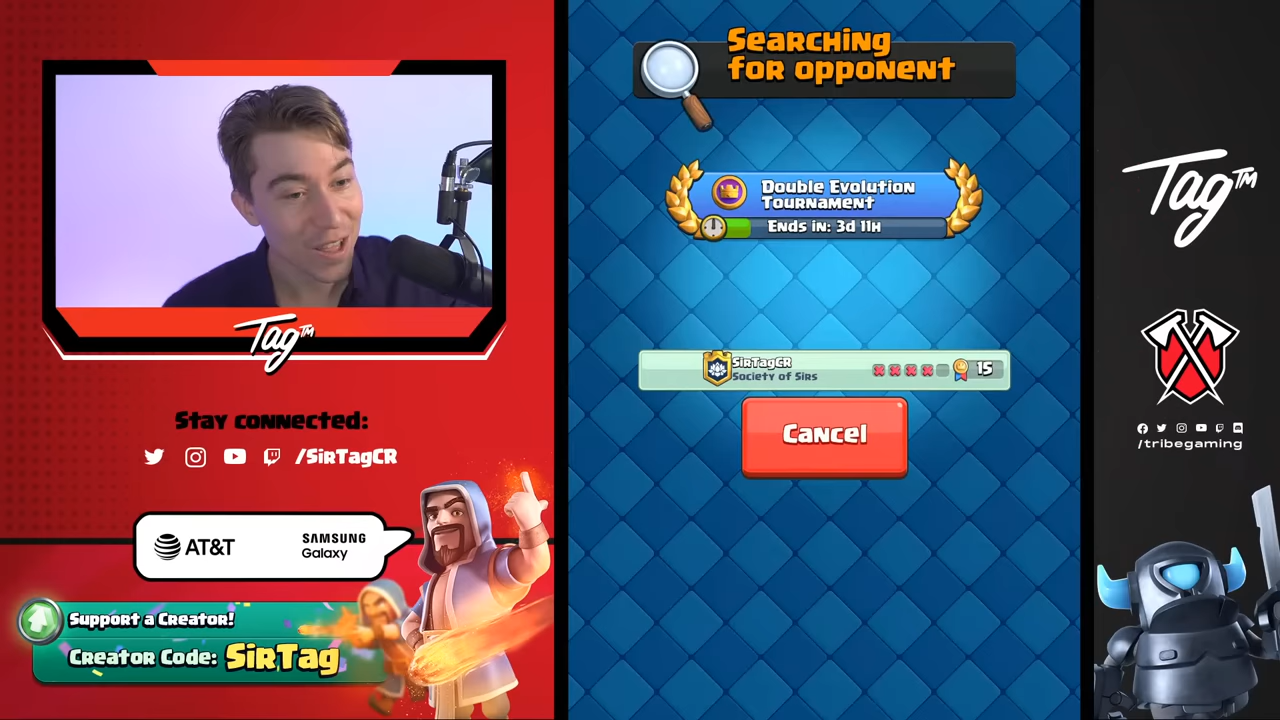 Tag™
Stay connected:
/SirTagCR
AT&T
SAMSUNG
Galaxy
Support a Creator!
Creator Code: SirTag
Searching
for opponent
Double Evolution
Tournament
Ends in: 3d 11h
SirTagCR
Society of Sirs
15
Cancel
Tag™
/tribegaming